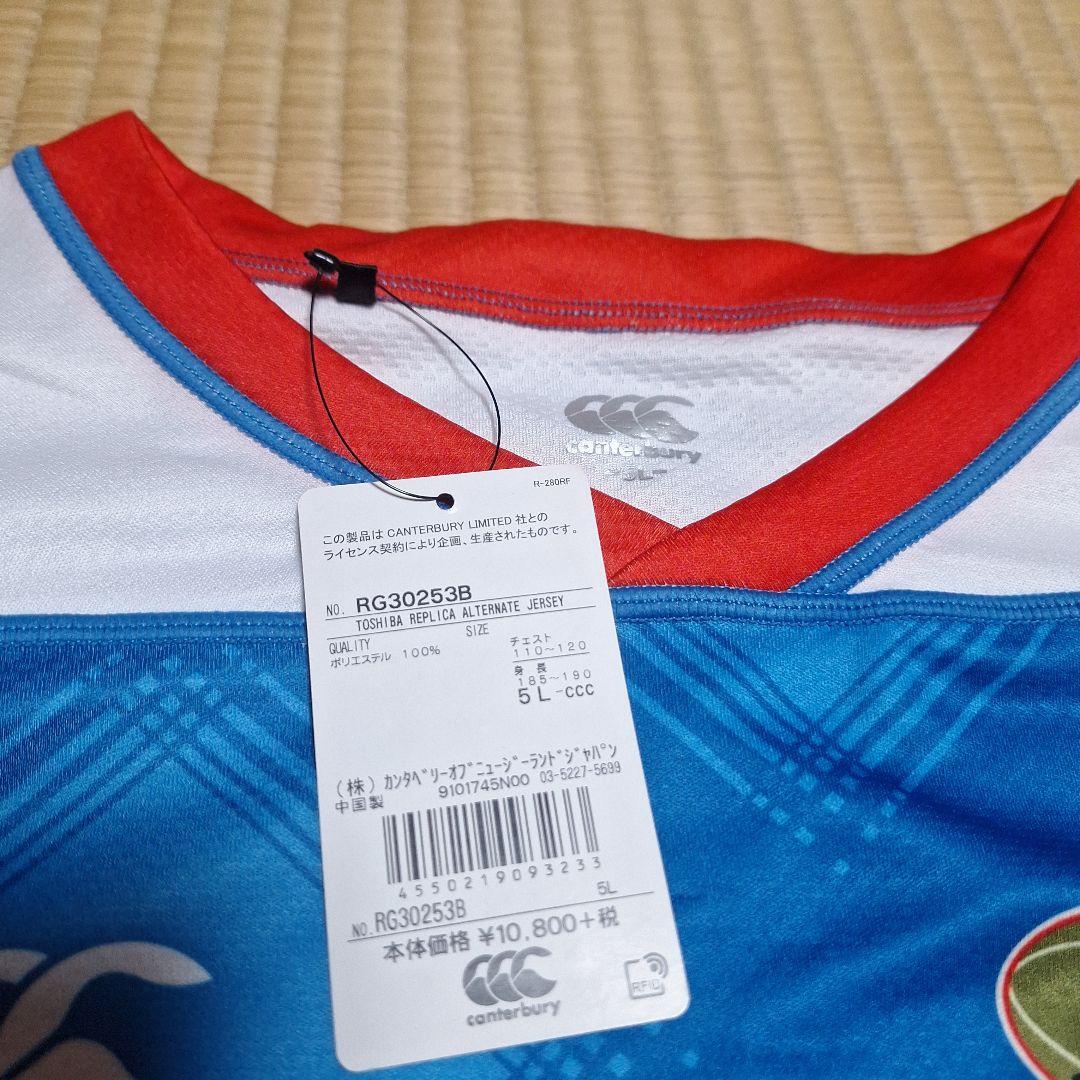 canterbury
5L
R-280RF
この製品は CANTERBURY LIMITED 社との
ライセンス契約により企画、生産されたものです。
NO. RG30253B
TOSHIBA REPLICA ALTERNATE JERSEY
QUALITY SIZE
ポリエステル 100%
チェスト
110～120
身長
185～190
5L-CCC
(株) ｶﾝﾀﾍﾞﾘｰｵﾌﾞﾆｭｰｼﾞｰﾗﾝﾄﾞｼﾞｬﾊﾟﾝ
中国製 9101745N00 03-5227-5699
4550219093233
5L
NO. RG30253B
本体価格 ¥10,800+税
canterbury
RFID